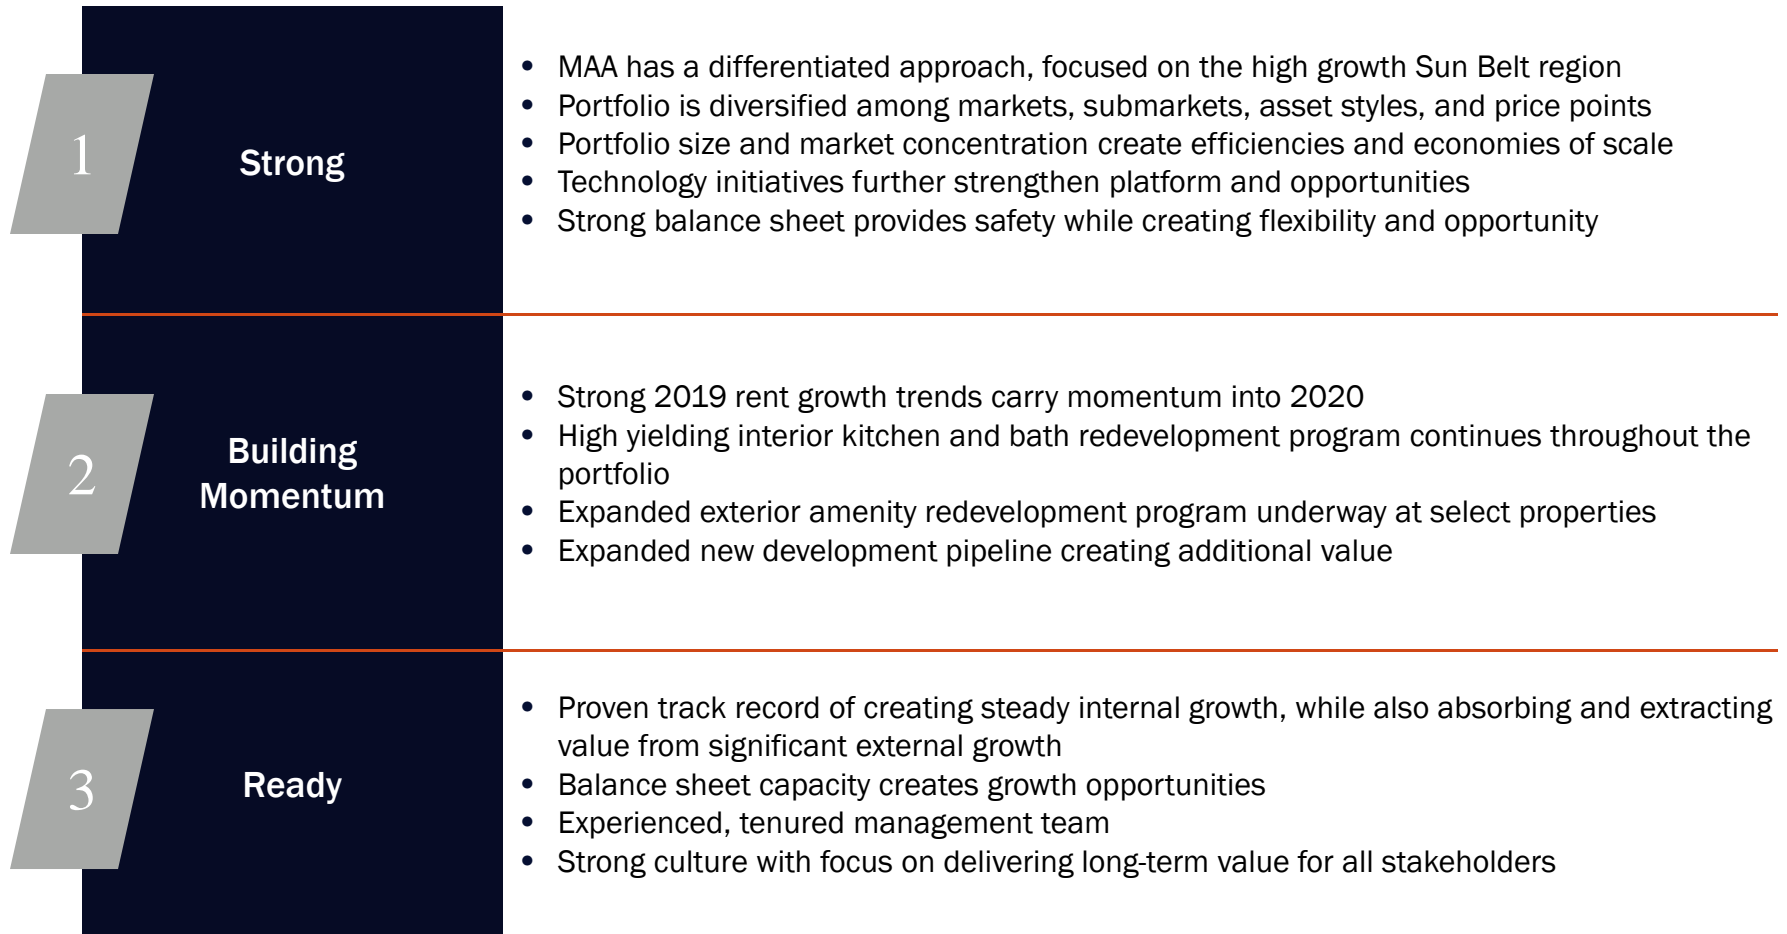 1
Strong
• MAA has a differentiated approach, focused on the high growth Sun Belt region
• Portfolio is diversified among markets, submarkets, asset styles, and price points
• Portfolio size and market concentration create efficiencies and economies of scale
• Technology initiatives further strengthen platform and opportunities
• Strong balance sheet provides safety while creating flexibility and opportunity
2
Building
Momentum
• Strong 2019 rent growth trends carry momentum into 2020
• High yielding interior kitchen and bath redevelopment program continues throughout the
portfolio
• Expanded exterior amenity redevelopment program underway at select properties
• Expanded new development pipeline creating additional value
3
Ready
• Proven track record of creating steady internal growth, while also absorbing and extracting
value from significant external growth
• Balance sheet capacity creates growth opportunities
• Experienced, tenured management team
• Strong culture with focus on delivering long-term value for all stakeholders